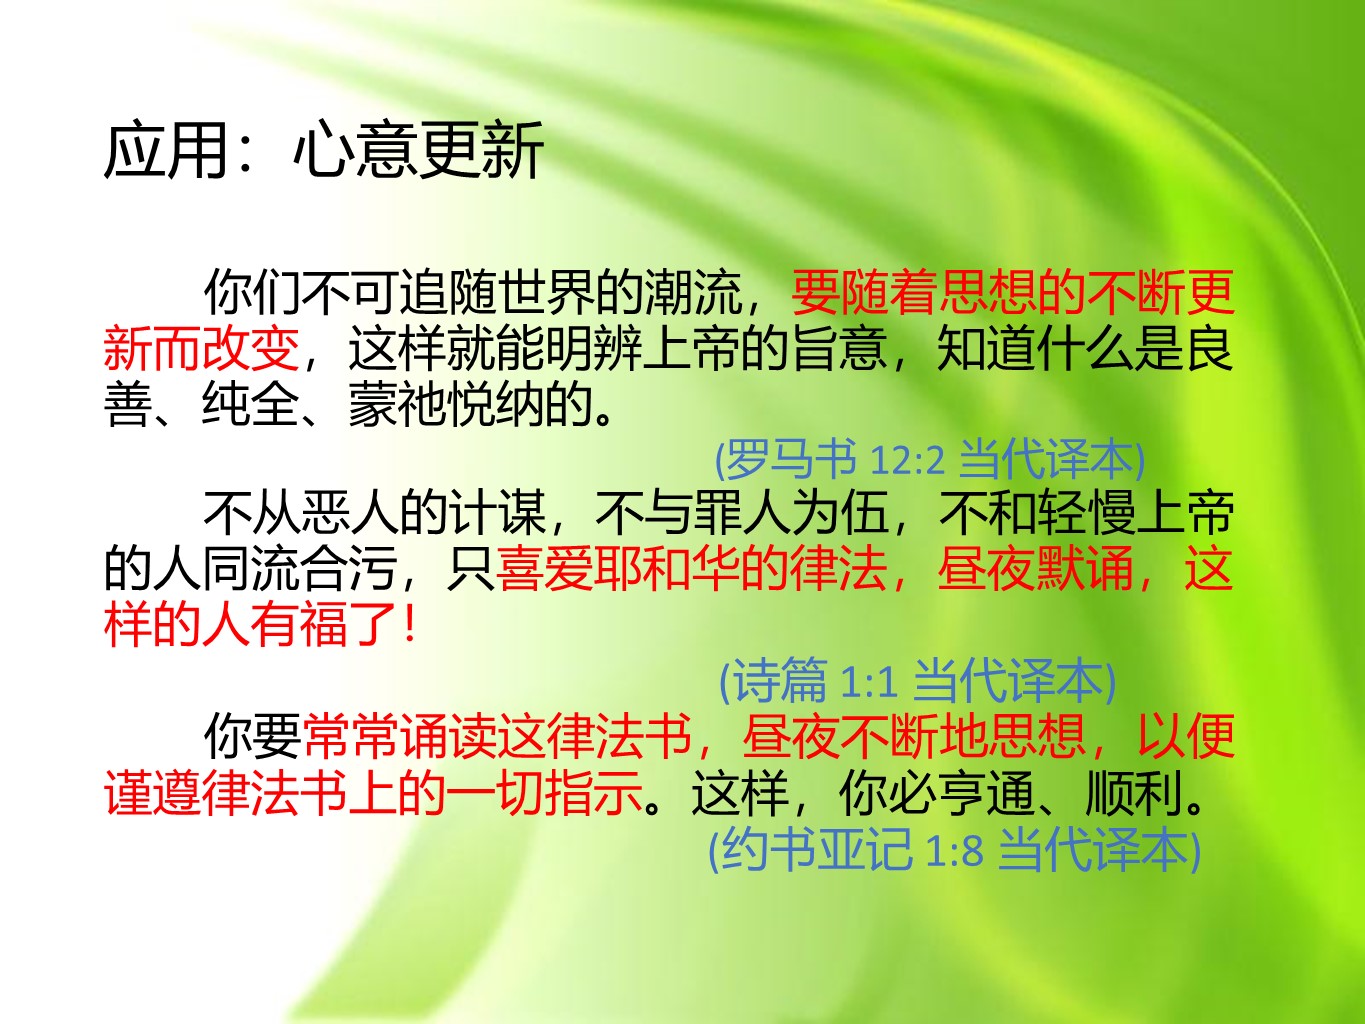 应用：心意更新
你们不可追随世界的潮流，要随着思想的不断更
新而改变，这样就能明辨上帝的旨意，知道什么是良
善、纯全、蒙祂悦纳的。
(罗马书 12:2 当代译本)
不从恶人的计谋，不与罪人为伍，不和轻慢上帝
的人同流合污，只喜爱耶和华的律法，昼夜默诵，这
样的人有福了！
(诗篇 1:1 当代译本)
你要常常诵读这律法书，昼夜不断地思想，以便
谨遵律法书上的一切指示。这样，你必亨通、顺利。
(约书亚记 1:8 当代译本)